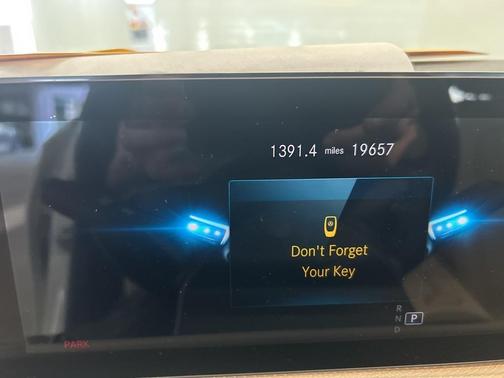 1391.4 miles 19657
Don't Forget
Your Key
R
N P
D
PARK